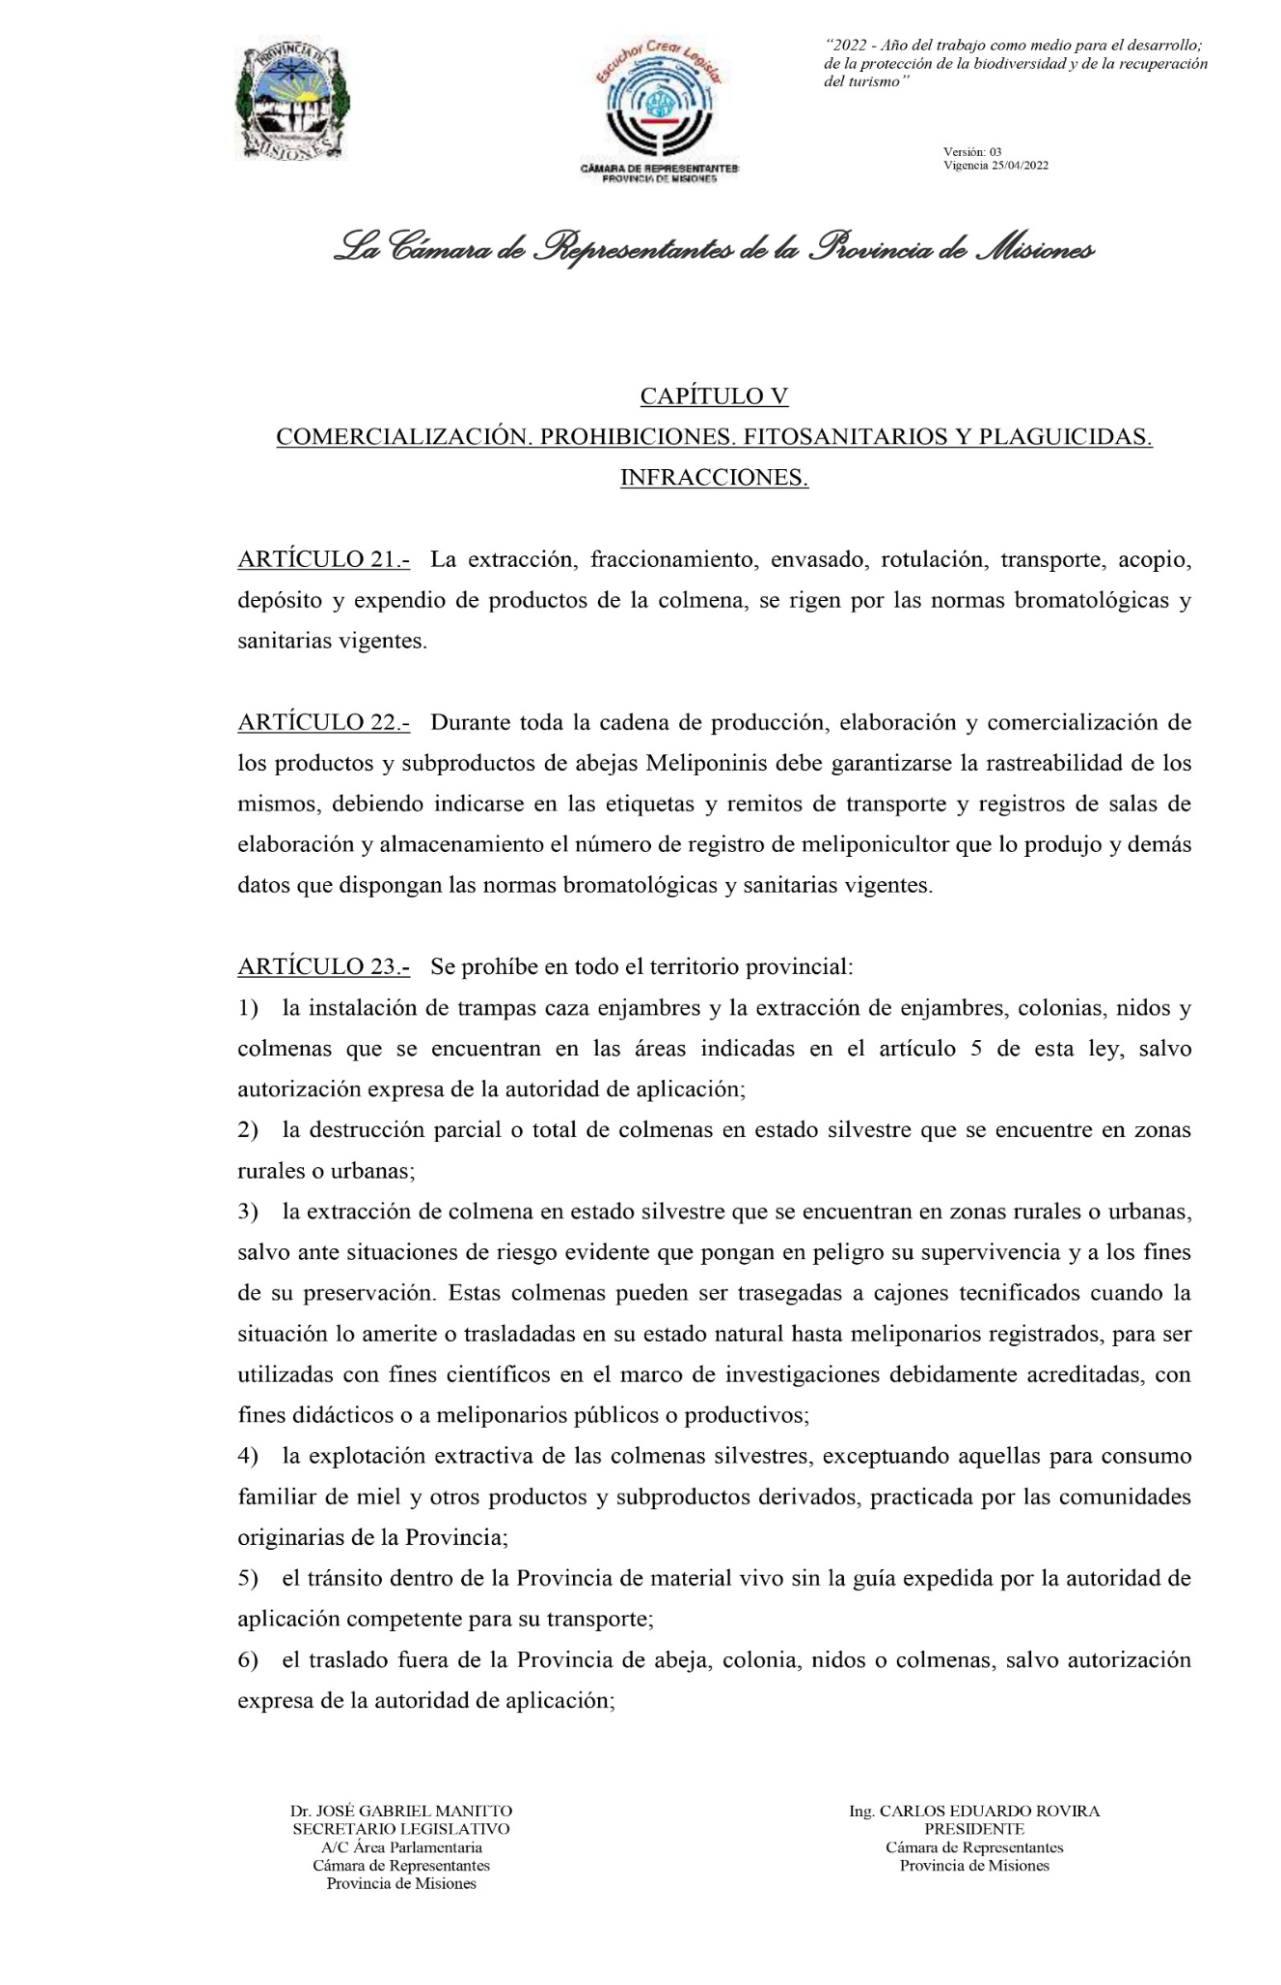 PROVINCIA DE
MISIONES
Escuchar Crear Legislar
CÁMARA DE REPRESENTANTES
PROVINCIA DE MISIONES
“2022 - Año del trabajo como medio para el desarrollo;
de la protección de la biodiversidad y de la recuperación
del turismo”
Versión: 03
Vigencia 25/04/2022
La Cámara de Representantes de la Provincia de Misiones
CAPÍTULO V
COMERCIALIZACIÓN. PROHIBICIONES. FITOSANITARIOS Y PLAGUICIDAS.
INFRACCIONES.
ARTÍCULO 21.- La extracción, fraccionamiento, envasado, rotulación, transporte, acopio,
depósito y expendio de productos de la colmena, se rigen por las normas bromatológicas y
sanitarias vigentes.
ARTÍCULO 22.- Durante toda la cadena de producción, elaboración y comercialización de
los productos y subproductos de abejas Meliponinis debe garantizarse la rastreabilidad de los
mismos, debiendo indicarse en las etiquetas y remitos de transporte y registros de salas de
elaboración y almacenamiento el número de registro de meliponicultor que lo produjo y demás
datos que dispongan las normas bromatológicas y sanitarias vigentes.
ARTÍCULO 23.- Se prohíbe en todo el territorio provincial:
1) la instalación de trampas caza enjambres y la extracción de enjambres, colonias, nidos y
colmenas que se encuentran en las áreas indicadas en el artículo 5 de esta ley, salvo
autorización expresa de la autoridad de aplicación;
2) la destrucción parcial o total de colmenas en estado silvestre que se encuentre en zonas
rurales o urbanas;
3) la extracción de colmena en estado silvestre que se encuentran en zonas rurales o urbanas,
salvo ante situaciones de riesgo evidente que pongan en peligro su supervivencia y a los fines
de su preservación. Estas colmenas pueden ser trasegadas a cajones tecnificados cuando la
situación lo amerite o trasladadas en su estado natural hasta meliponarios registrados, para ser
utilizadas con fines científicos en el marco de investigaciones debidamente acreditadas, con
fines didácticos o a meliponarios públicos o productivos;
4) la explotación extractiva de las colmenas silvestres, exceptuando aquellas para consumo
familiar de miel y otros productos y subproductos derivados, practicada por las comunidades
originarias de la Provincia;
5) el tránsito dentro de la Provincia de material vivo sin la guía expedida por la autoridad de
aplicación competente para su transporte;
6) el traslado fuera de la Provincia de abeja, colonia, nidos o colmenas, salvo autorización
expresa de la autoridad de aplicación;
Dr. JOSÉ GABRIEL MANITTO
SECRETARIO LEGISLATIVO
A/C Área Parlamentaria
Cámara de Representantes
Provincia de Misiones
Ing. CARLOS EDUARDO ROVIRA
PRESIDENTE
Cámara de Representantes
Provincia de Misiones